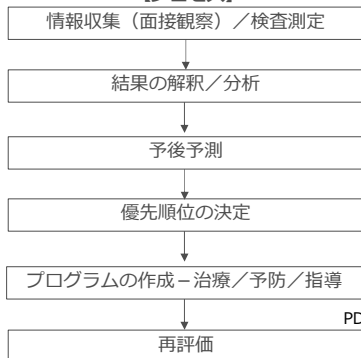 情報収集（面接観察）／検査測定
結果の解釈／分析
予後予測
優先順位の決定
プログラムの作成－治療／予防／指導
PD
再評価